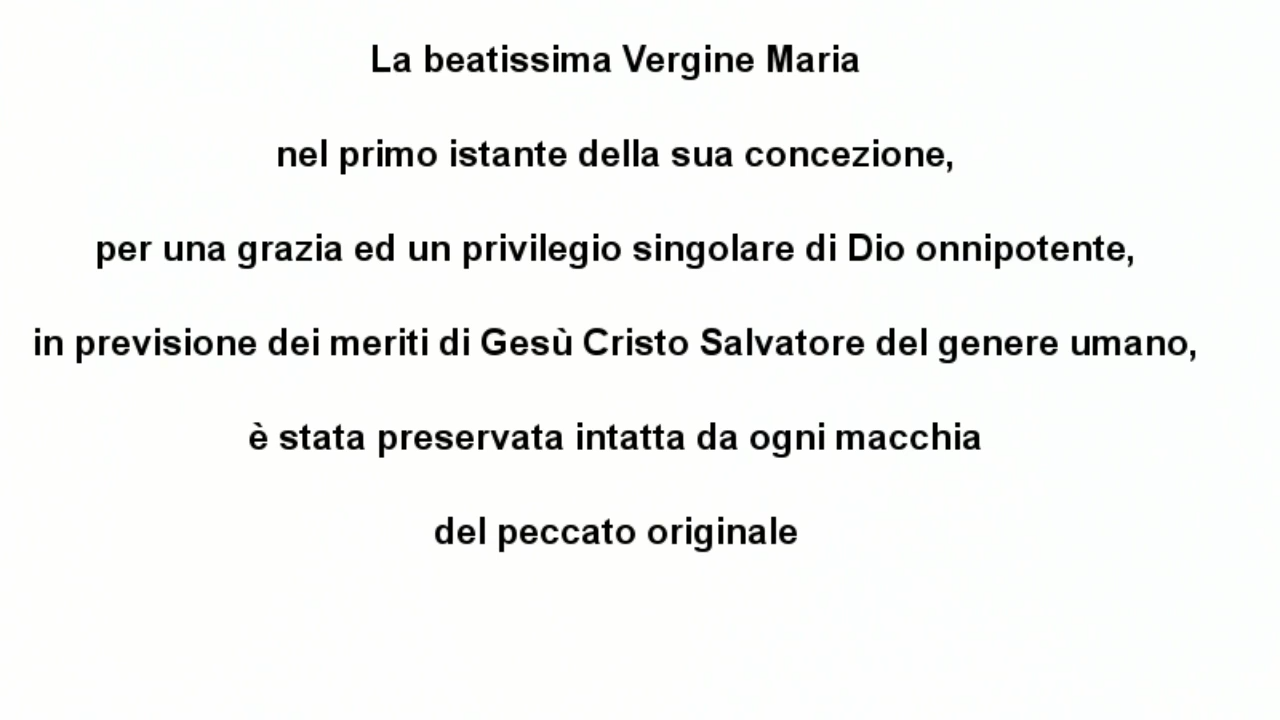 La beatissima Vergine Maria
nel primo istante della sua concezione,
per una grazia ed un privilegio singolare di Dio onnipotente,
in previsione dei meriti di Gesù Cristo Salvatore del genere umano,
è stata preservata intatta da ogni macchia
del peccato originale